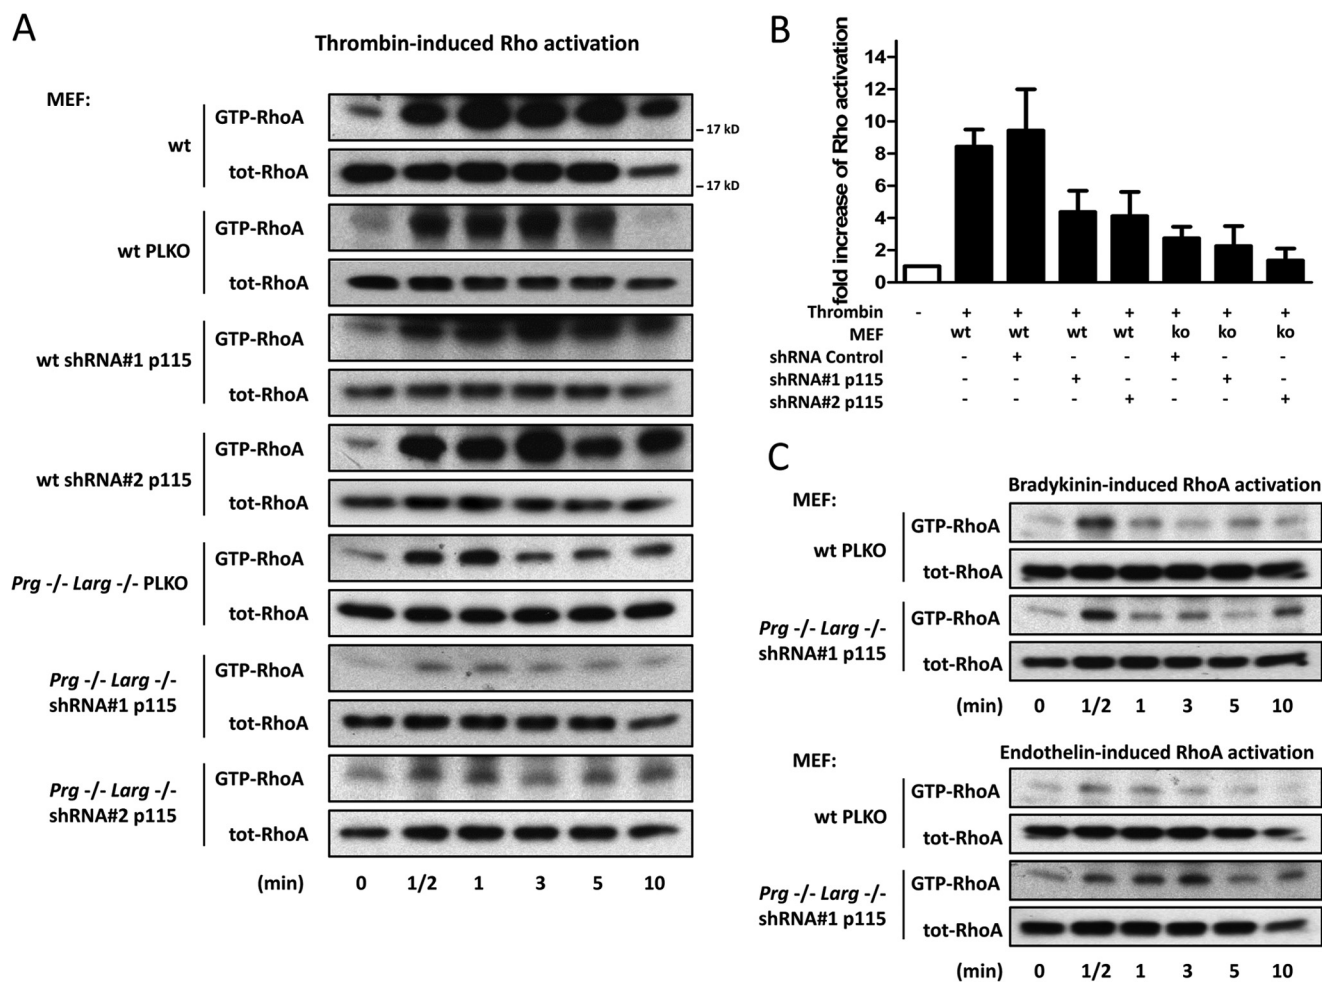 A
Thrombin-induced Rho activation
MEF:
wt
GTP-RhoA
– 17 kD
tot-RhoA
– 17 kD
wt PLKO
GTP-RhoA
tot-RhoA
wt shRNA#1 p115
GTP-RhoA
tot-RhoA
wt shRNA#2 p115
GTP-RhoA
tot-RhoA
Prg -/- Larg -/- PLKO
GTP-RhoA
tot-RhoA
Prg -/- Larg -/-
shRNA#1 p115
GTP-RhoA
tot-RhoA
Prg -/- Larg -/-
shRNA#2 p115
GTP-RhoA
tot-RhoA
(min) 0 1/2 1 3 5 10
B
fold increase of Rho activation
14
12
10
8
6
4
2
0
Thrombin - + + + + + + +
MEF wt wt wt wt ko ko ko
shRNA Control - + - - + - -
shRNA#1 p115 - - + - - + -
shRNA#2 p115 - - - + - - +
C
Bradykinin-induced RhoA activation
MEF:
wt PLKO
GTP-RhoA
tot-RhoA
Prg -/- Larg -/-
shRNA#1 p115
GTP-RhoA
tot-RhoA
(min) 0 1/2 1 3 5 10
Endothelin-induced RhoA activation
MEF:
wt PLKO
GTP-RhoA
tot-RhoA
Prg -/- Larg -/-
shRNA#1 p115
GTP-RhoA
tot-RhoA
(min) 0 1/2 1 3 5 10